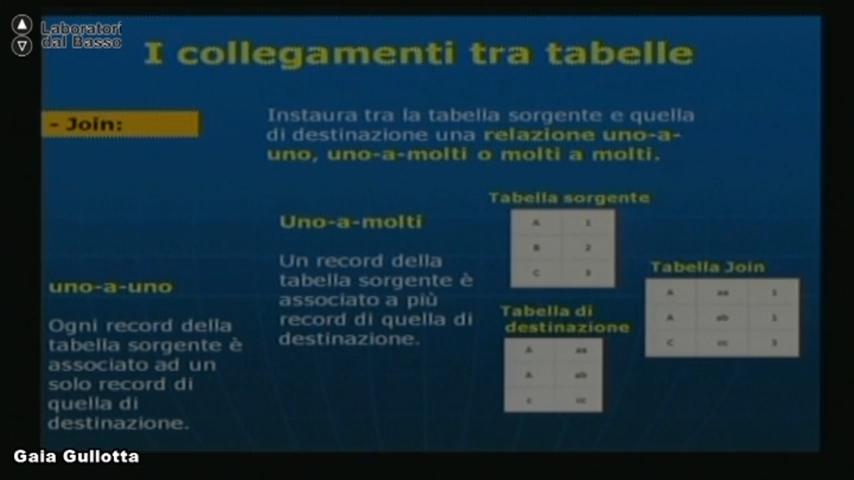 Laboratori
dal Basso
I collegamenti tra tabelle
- Join:
Instaura tra la tabella sorgente e quella
di destinazione una relazione uno-a-
uno, uno-a-molti o molti a molti.
uno-a-uno
Ogni record della
tabella sorgente è
associato ad un
solo record di
quella di
destinazione.
Uno-a-molti
Un record della
tabella sorgente è
associato a più
record di quella di
destinazione.
Tabella sorgente
A 1
B 2
C 3
Tabella di
destinazione
A aa
A ab
c cc
Tabella Join
A aa 1
A ab 1
C cc 3
Gaia Gullotta